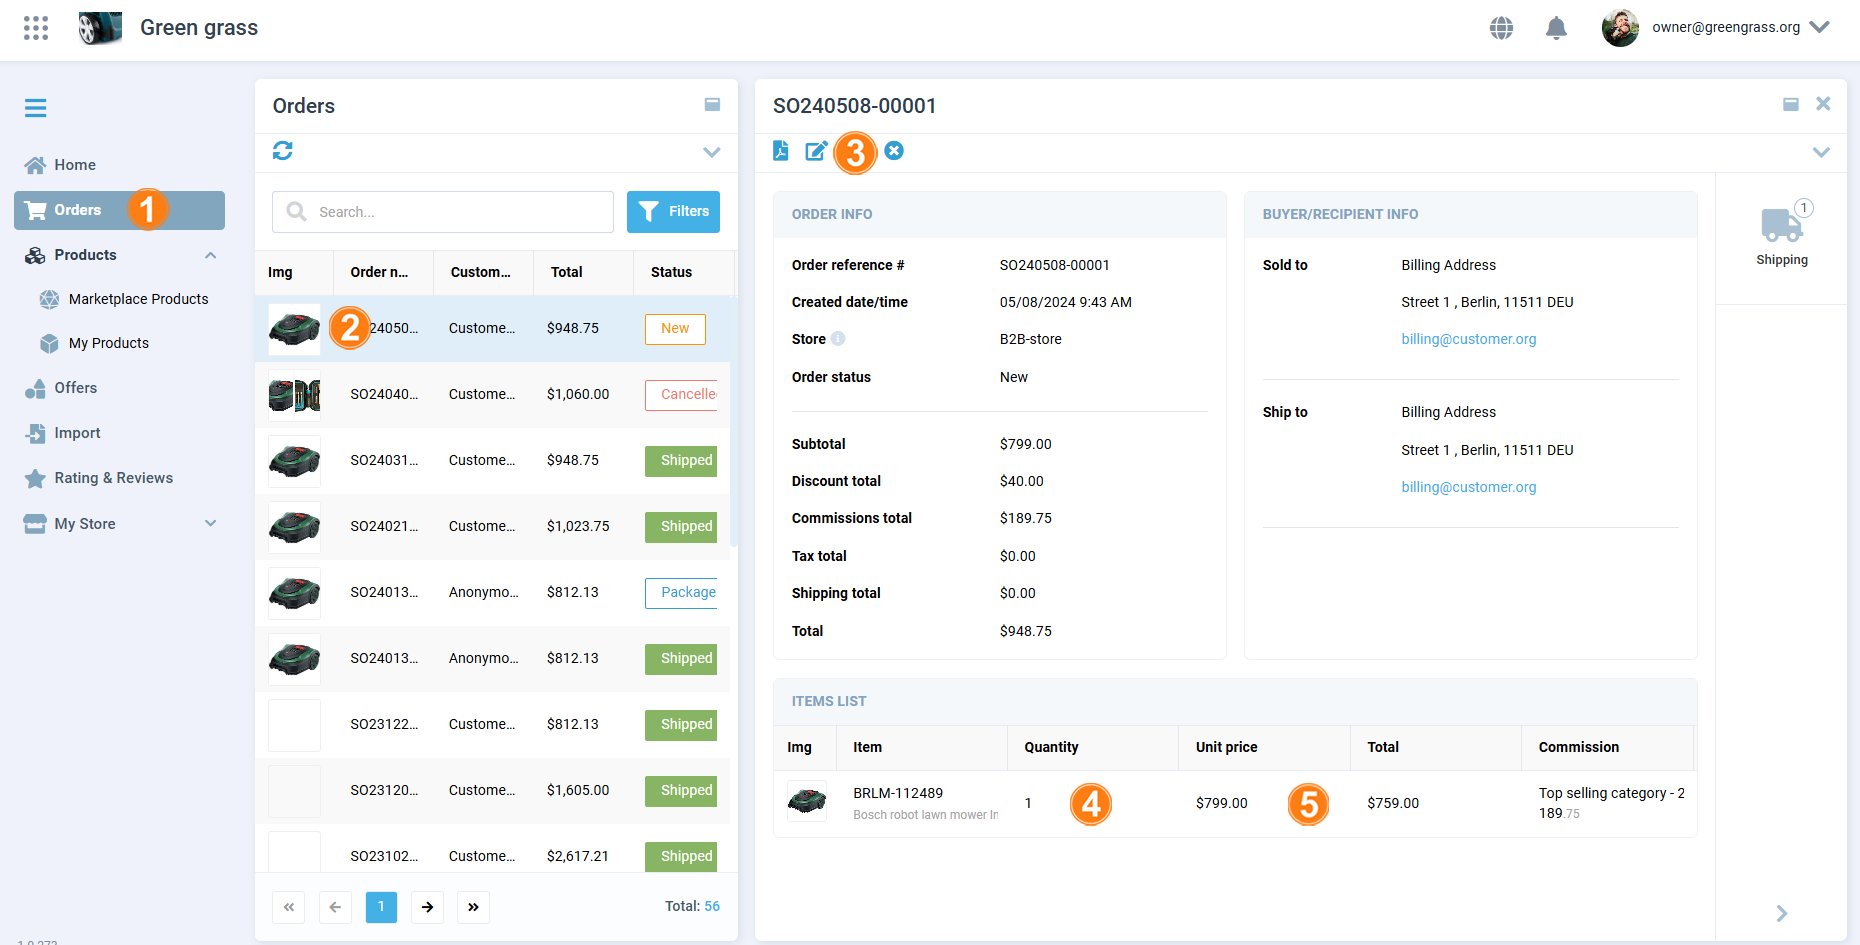 Green grass
owner@greengrass.org
Home
Orders
1
Products
Marketplace Products
My Products
Offers
Import
Rating & Reviews
My Store
Orders
Search...
Filters
Img Order n... Custom... Total Status
2 24050... Custome... $948.75 New
SO24040... Custome... $1,060.00 Cancelle
SO24031... Custome... $948.75 Shipped
SO24021... Custome... $1,023.75 Shipped
SO24013... Anonymo... $812.13 Package
SO24013... Anonymo... $812.13 Shipped
SO23122... Custome... $812.13 Shipped
SO23120... Custome... $1,605.00 Shipped
SO23102... Custome... $2,617.21 Shipped
« 1 »
Total: 56
SO240508-00001
3
ORDER INFO
Order reference # SO240508-00001
Created date/time 05/08/2024 9:43 AM
Store B2B-store
Order status New
Subtotal $799.00
Discount total $40.00
Commissions total $189.75
Tax total $0.00
Shipping total $0.00
Total $948.75
BUYER/RECIPIENT INFO
Sold to Billing Address
Street 1 , Berlin, 11511 DEU
billing@customer.org
Ship to Billing Address
Street 1 , Berlin, 11511 DEU
billing@customer.org
1
Shipping
ITEMS LIST
Img Item Quantity Unit price Total Commission
BRLM-112489
Bosch robot lawn mower In
1 4 $799.00 5 $759.00
Top selling category - 2
189.75